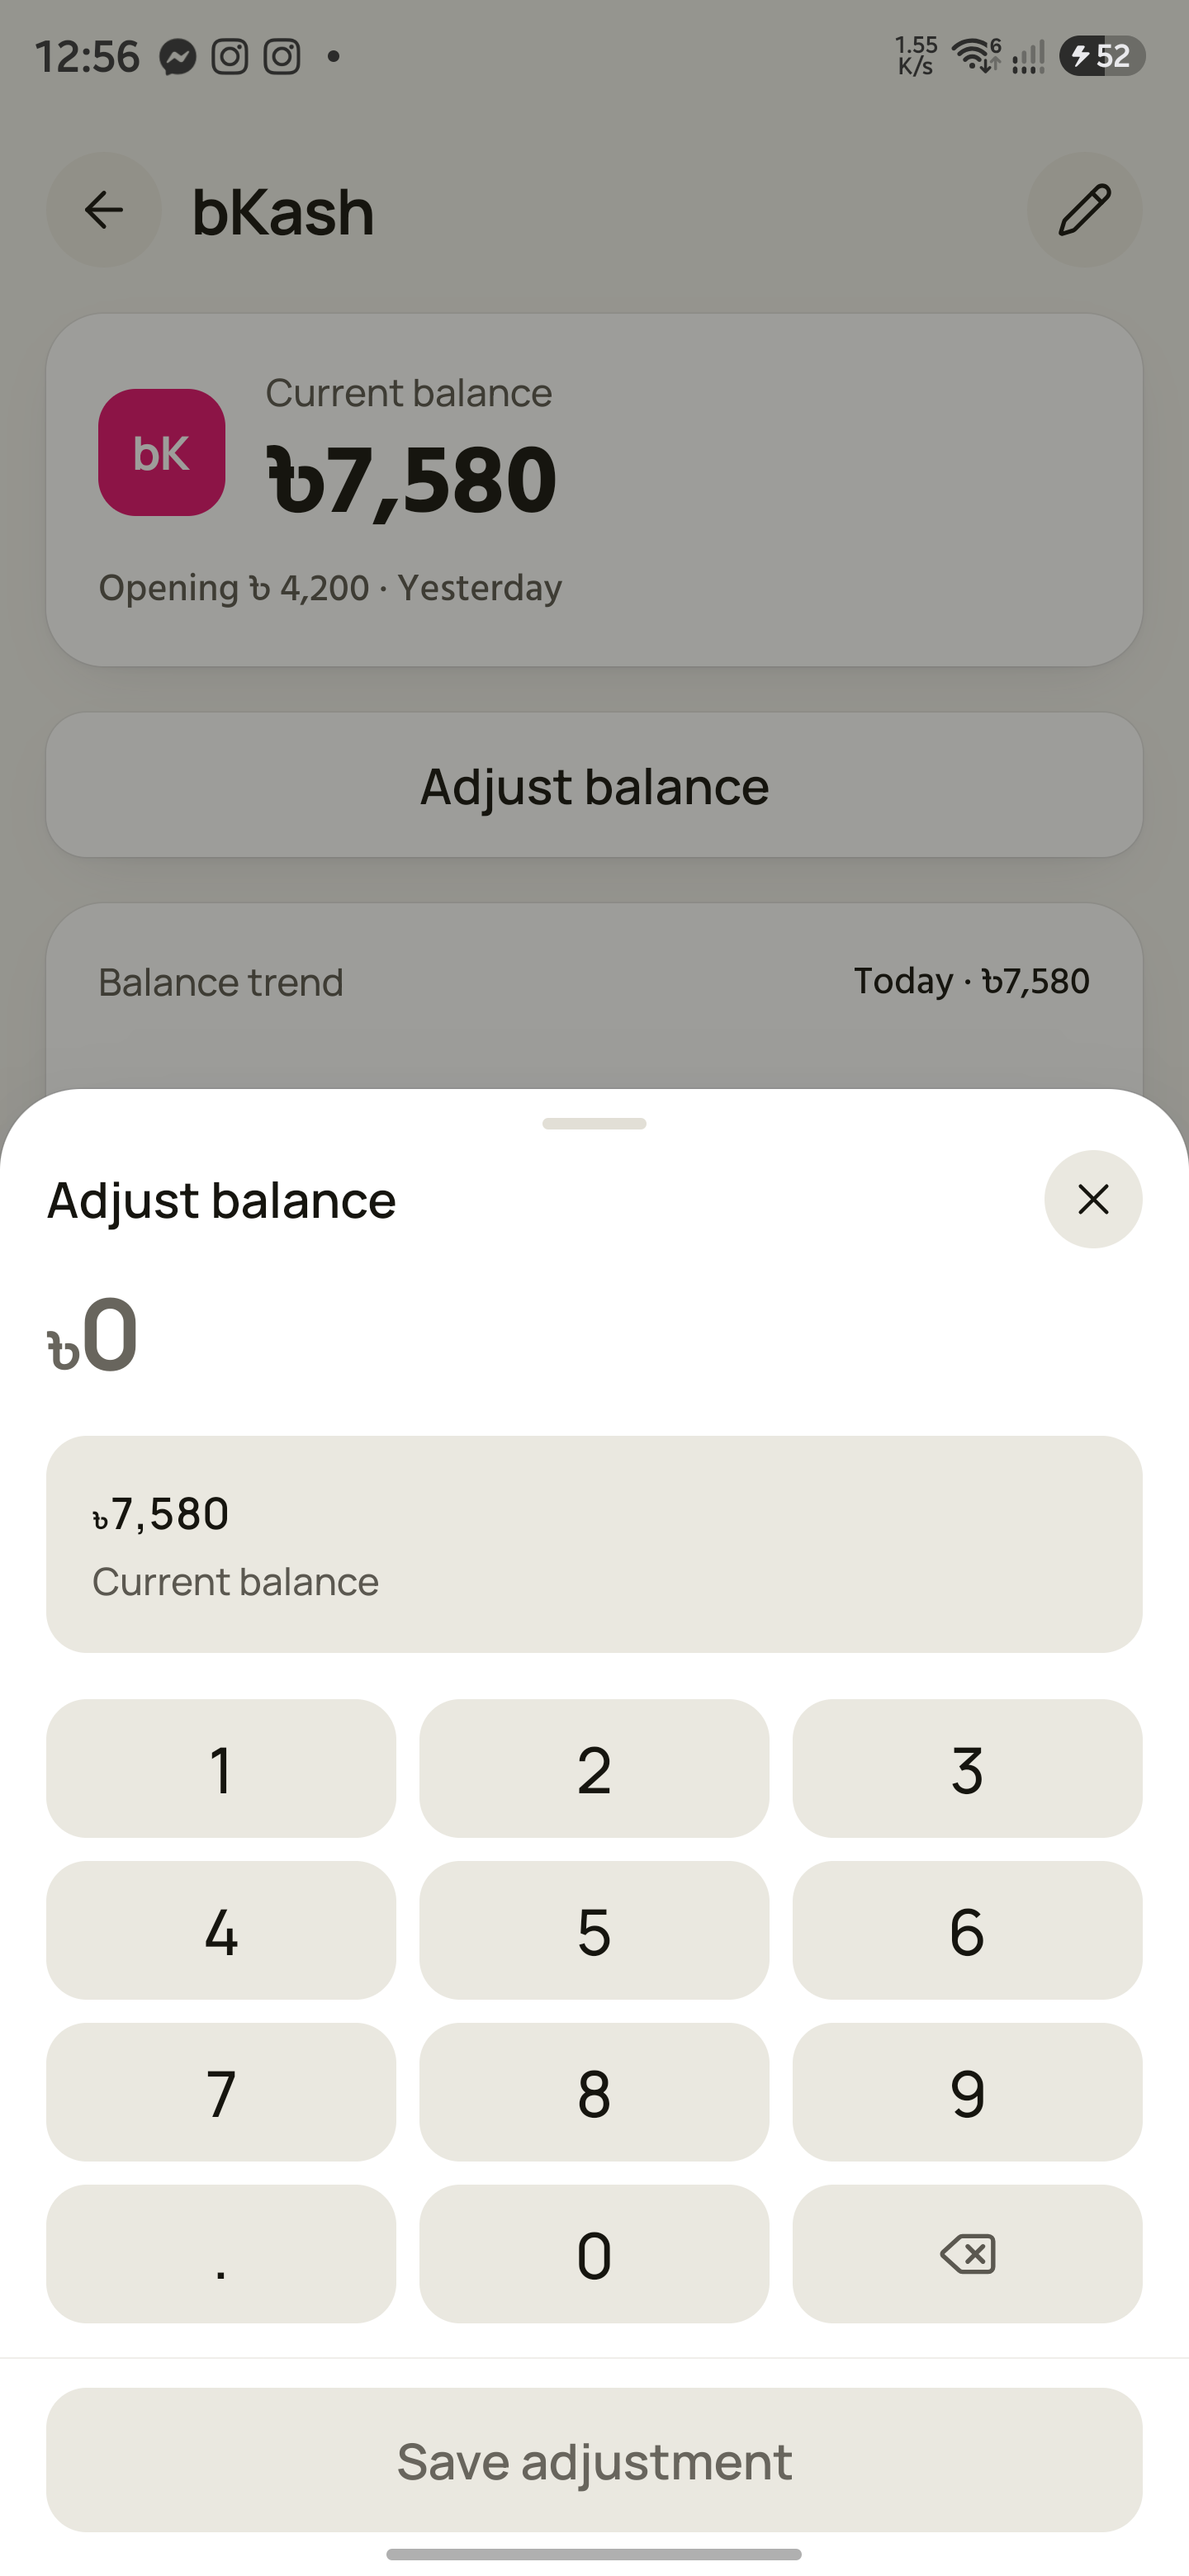 12:56
1.55
K/s
6
52
bKash
bK
Current balance
৳7,580
Opening ৳ 4,200 · Yesterday
Adjust balance
Balance trend
Today · ৳7,580
Adjust balance
৳0
৳7,580
Current balance
1 2 3
4 5 6
7 8 9
. 0
Save adjustment